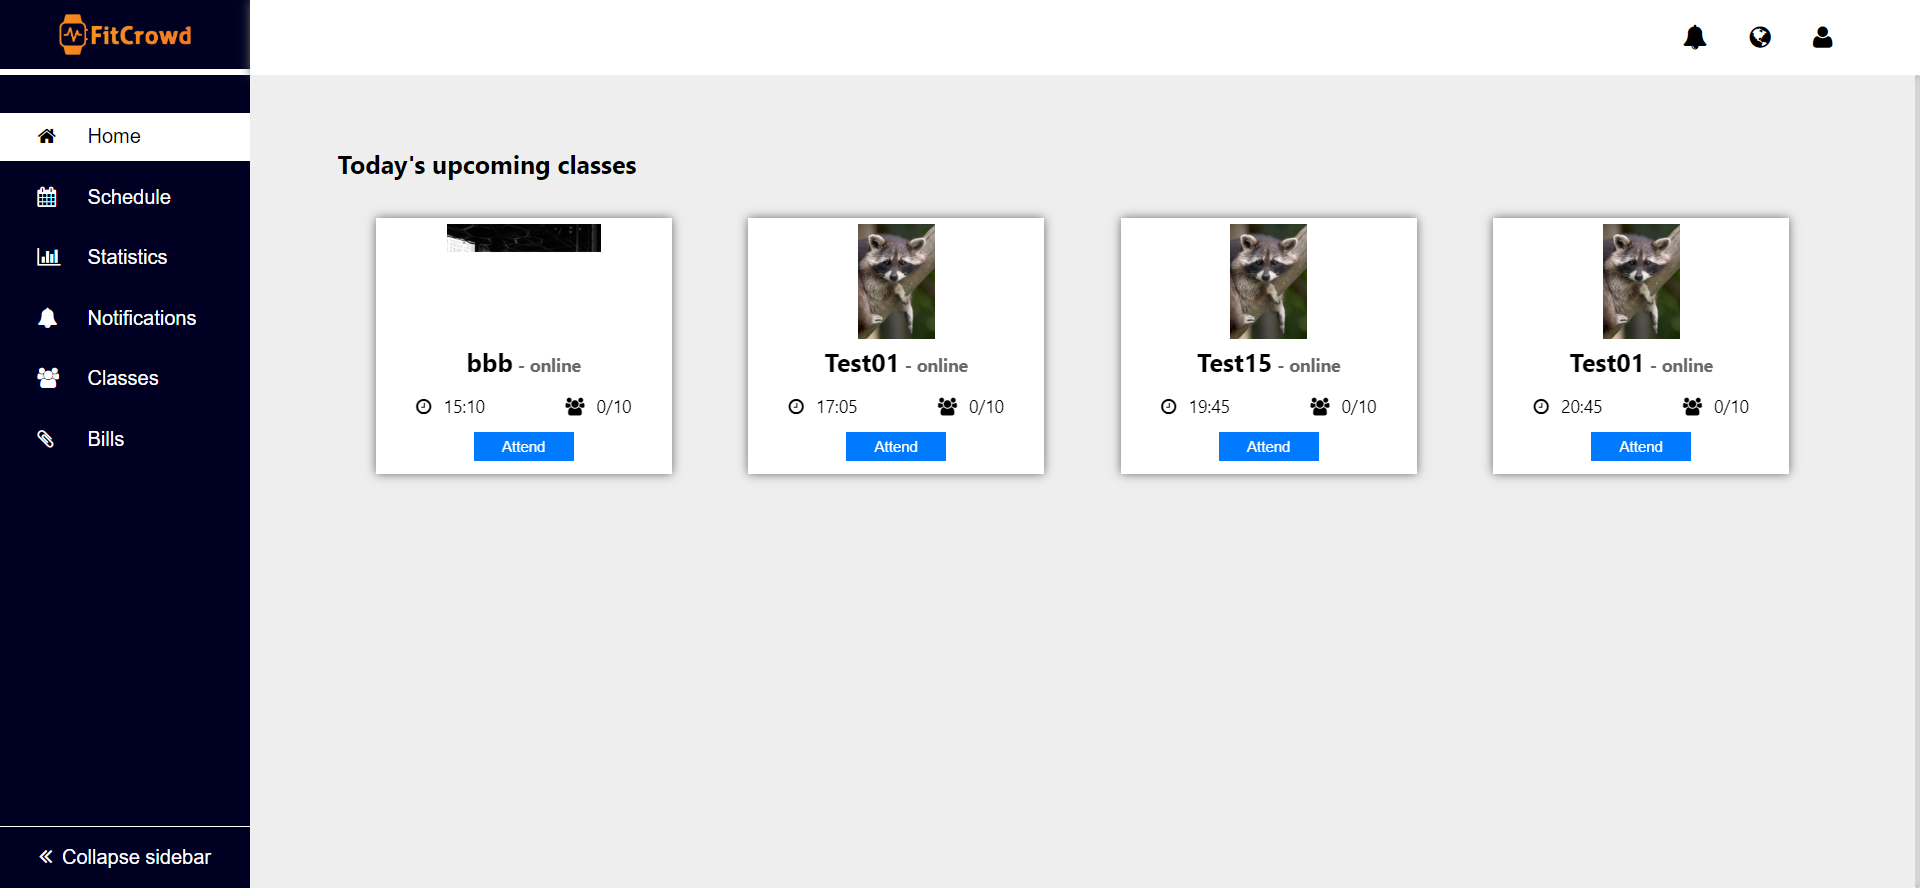 FitCrowd
Home
Schedule
Statistics
Notifications
Classes
Bills
Collapse sidebar
Today's upcoming classes
bbb - online
15:10 0/10
Attend
Test01 - online
17:05 0/10
Attend
Test15 - online
19:45 0/10
Attend
Test01 - online
20:45 0/10
Attend